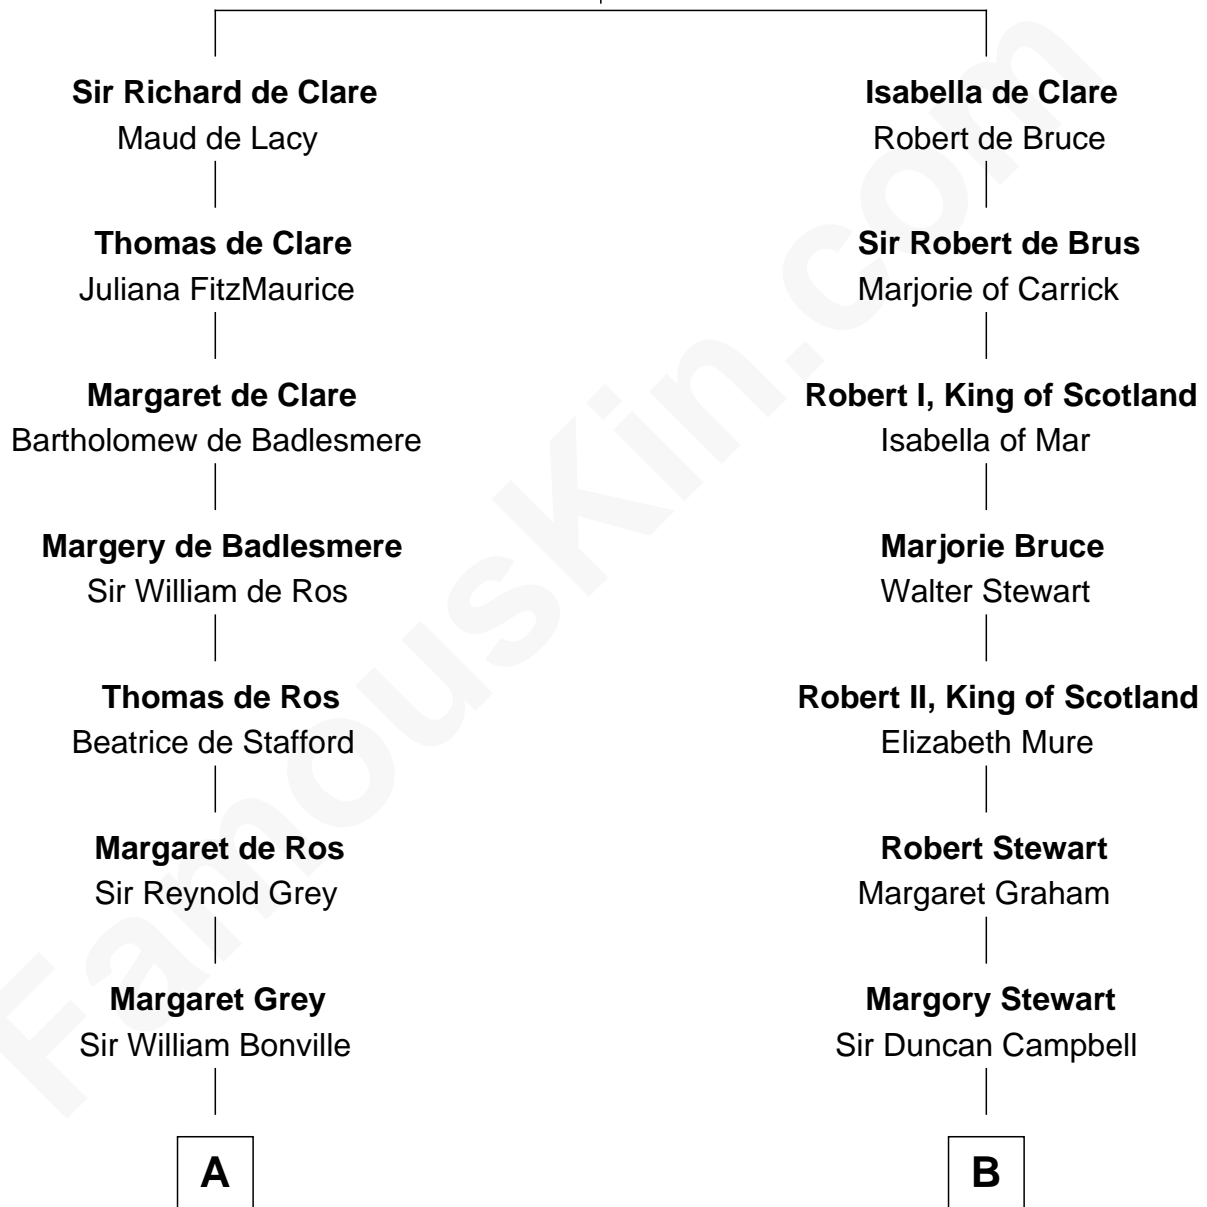 Sir Richard de Clare
Maud de Lacy
Thomas de Clare
Juliana FitzMaurice
Margaret de Clare
Bartholomew de Badlesmere
Margery de Badlesmere
Sir William de Ros
Thomas de Ros
Beatrice de Stafford
Margaret de Ros
Sir Reynold Grey
Margaret Grey
Sir William Bonville
A
Isabella de Clare
Robert de Bruce
Sir Robert de Brus
Marjorie of Carrick
Robert I, King of Scotland
Isabella of Mar
Marjorie Bruce
Walter Stewart
Robert II, King of Scotland
Elizabeth Mure
Robert Stewart
Margaret Graham
Margory Stewart
Sir Duncan Campbell
B
FamousKin.com